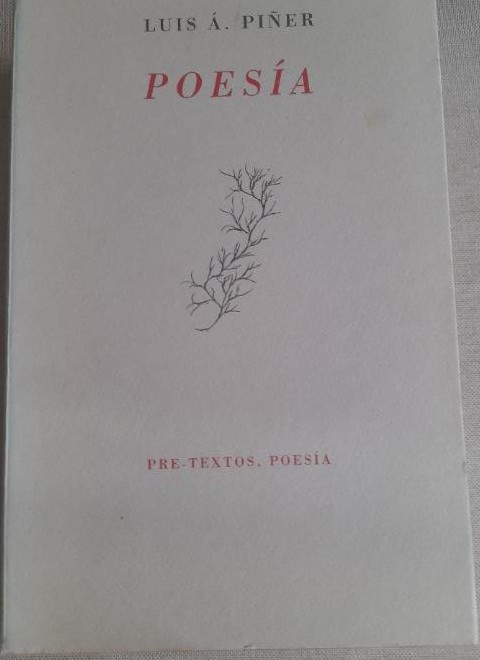 LUIS Á. PIÑER
POESÍA
PRE-TEXTOS, POESÍA